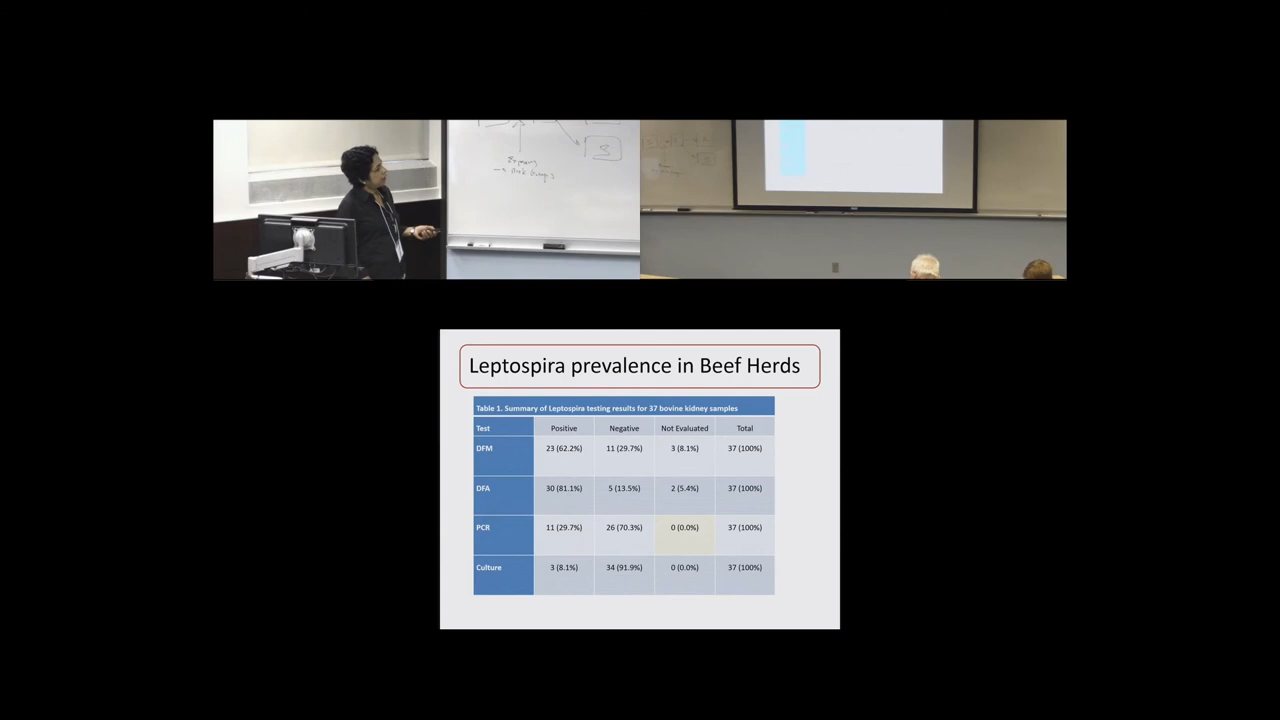 S
Leptospira prevalence in Beef Herds
Table 1. Summary of Leptospira testing results for 37 bovine kidney samples
Test Positive Negative Not Evaluated Total
DFM 23 (62.2%) 11 (29.7%) 3 (8.1%) 37 (100%)
DFA 30 (81.1%) 5 (13.5%) 2 (5.4%) 37 (100%)
PCR 11 (29.7%) 26 (70.3%) 0 (0.0%) 37 (100%)
Culture 3 (8.1%) 34 (91.9%) 0 (0.0%) 37 (100%)